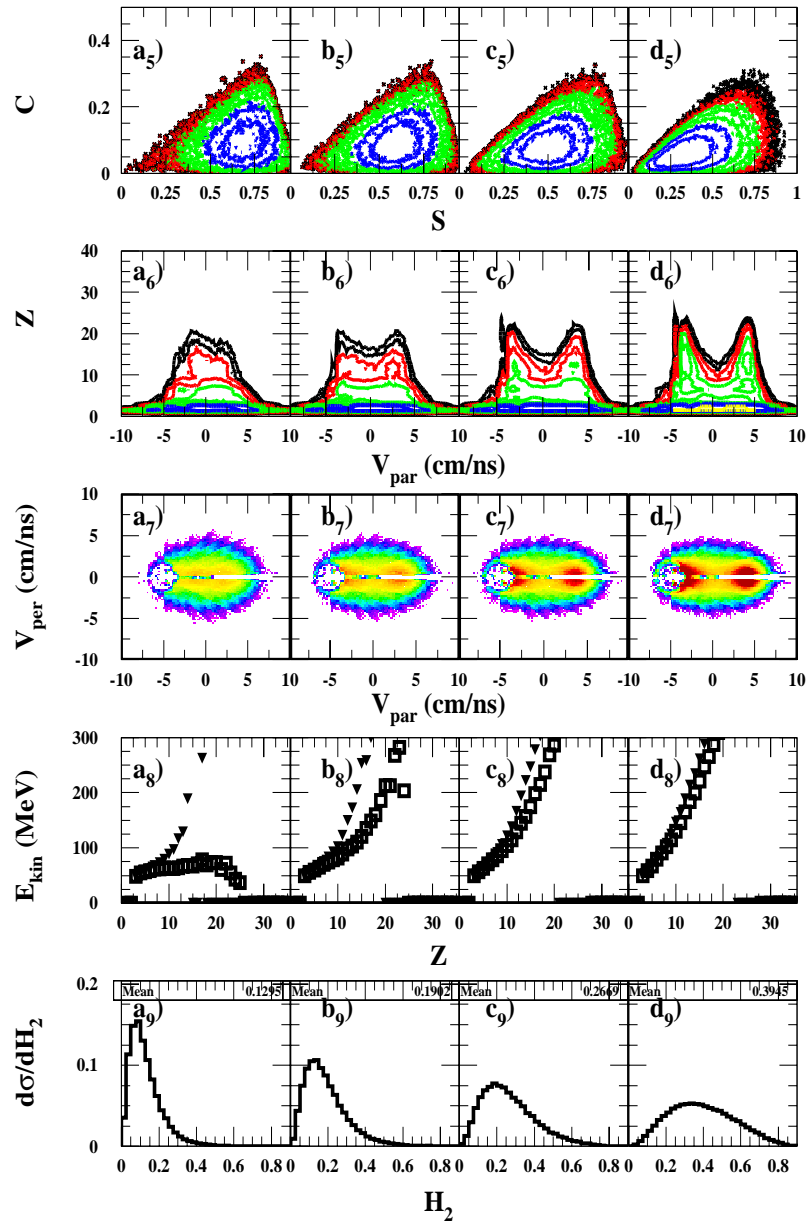 a5) b5) c5) d5)
0.4
0.2
0
C
0 0.25 0.5 0.75 0 0.25 0.5 0.75 0 0.25 0.5 0.75 0 0.25 0.5 0.75 1
S
a6) b6) c6) d6)
40
30
20
10
0
Z
-10 -5 0 5 10 -5 0 5 10 -5 0 5 10 -5 0 5 10
Vpar (cm/ns)
a7) b7) c7) d7)
10
5
0
-5
-10
Vper (cm/ns)
-10 -5 0 5 10 -5 0 5 10 -5 0 5 10 -5 0 5 10
Vpar (cm/ns)
a8) b8) c8) d8)
300
200
100
0
Ekin (MeV)
0 10 20 30 0 10 20 30 0 10 20 30 0 10 20 30
Z
0.2
0.1
0
Mean 0.1295 Mean 0.1902 Mean 0.2669 Mean 0.3945
a9) b9) c9) d9)
dσ/dH2
0 0.2 0.4 0.6 0.8 0 0.2 0.4 0.6 0.8 0 0.2 0.4 0.6 0.8 0 0.2 0.4 0.6 0.8
H2